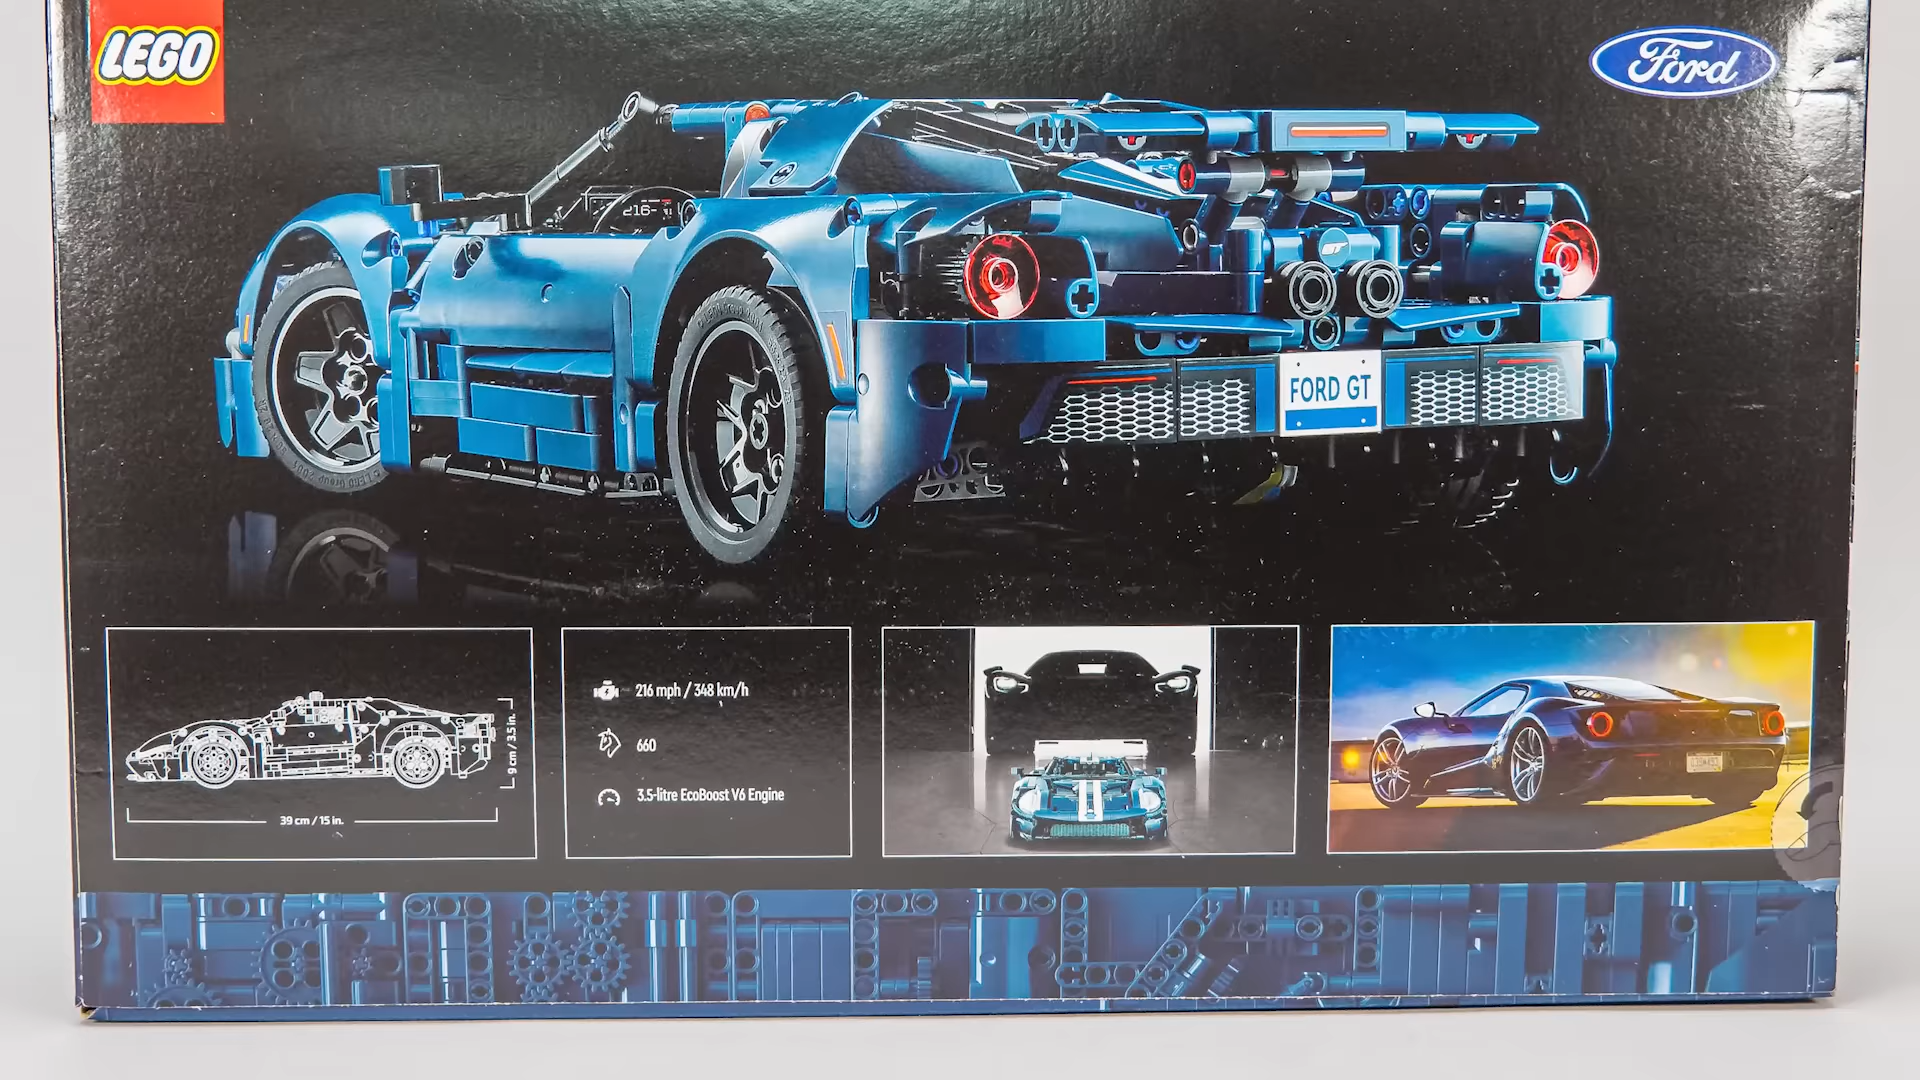 LEGO
Ford
216
GT
FORD GT
9 cm / 3.5 in.
39 cm / 15 in.
216 mph / 348 km/h
660
3.5-litre EcoBoost V6 Engine